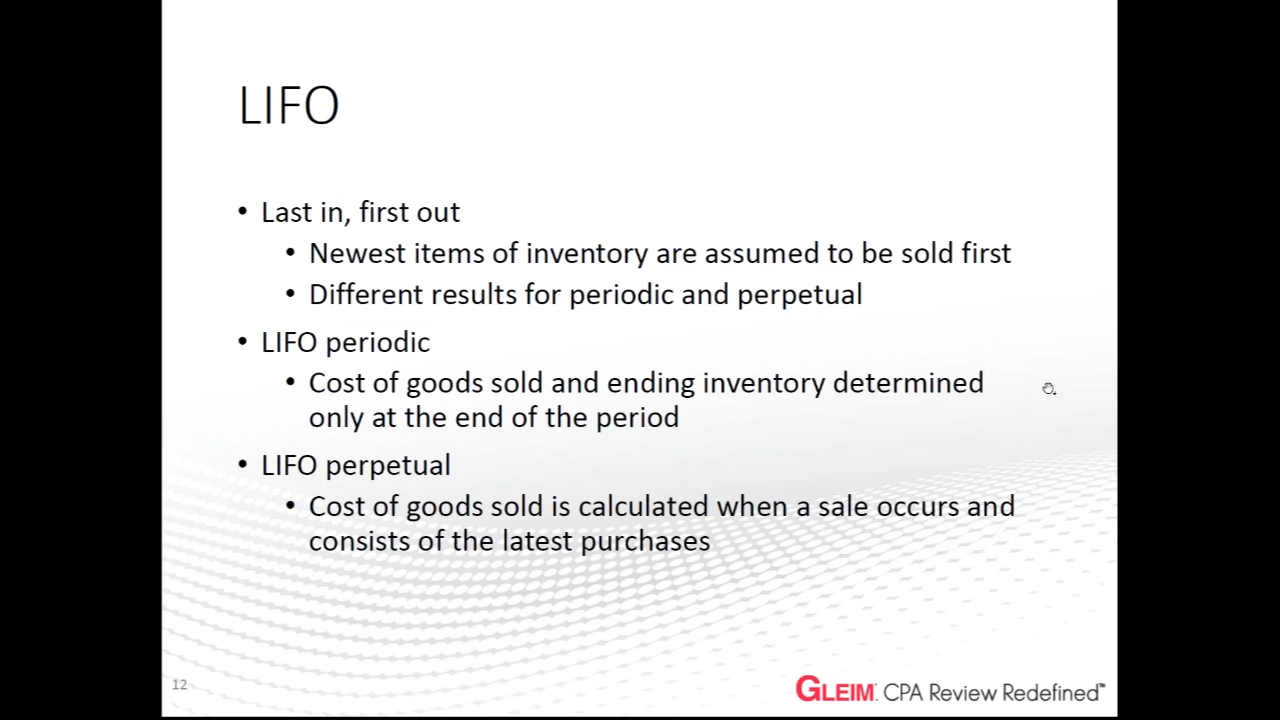 LIFO
• Last in, first out
• Newest items of inventory are assumed to be sold first
• Different results for periodic and perpetual
• LIFO periodic
• Cost of goods sold and ending inventory determined
only at the end of the period
• LIFO perpetual
• Cost of goods sold is calculated when a sale occurs and
consists of the latest purchases
12
GLEIM. CPA Review Redefined™